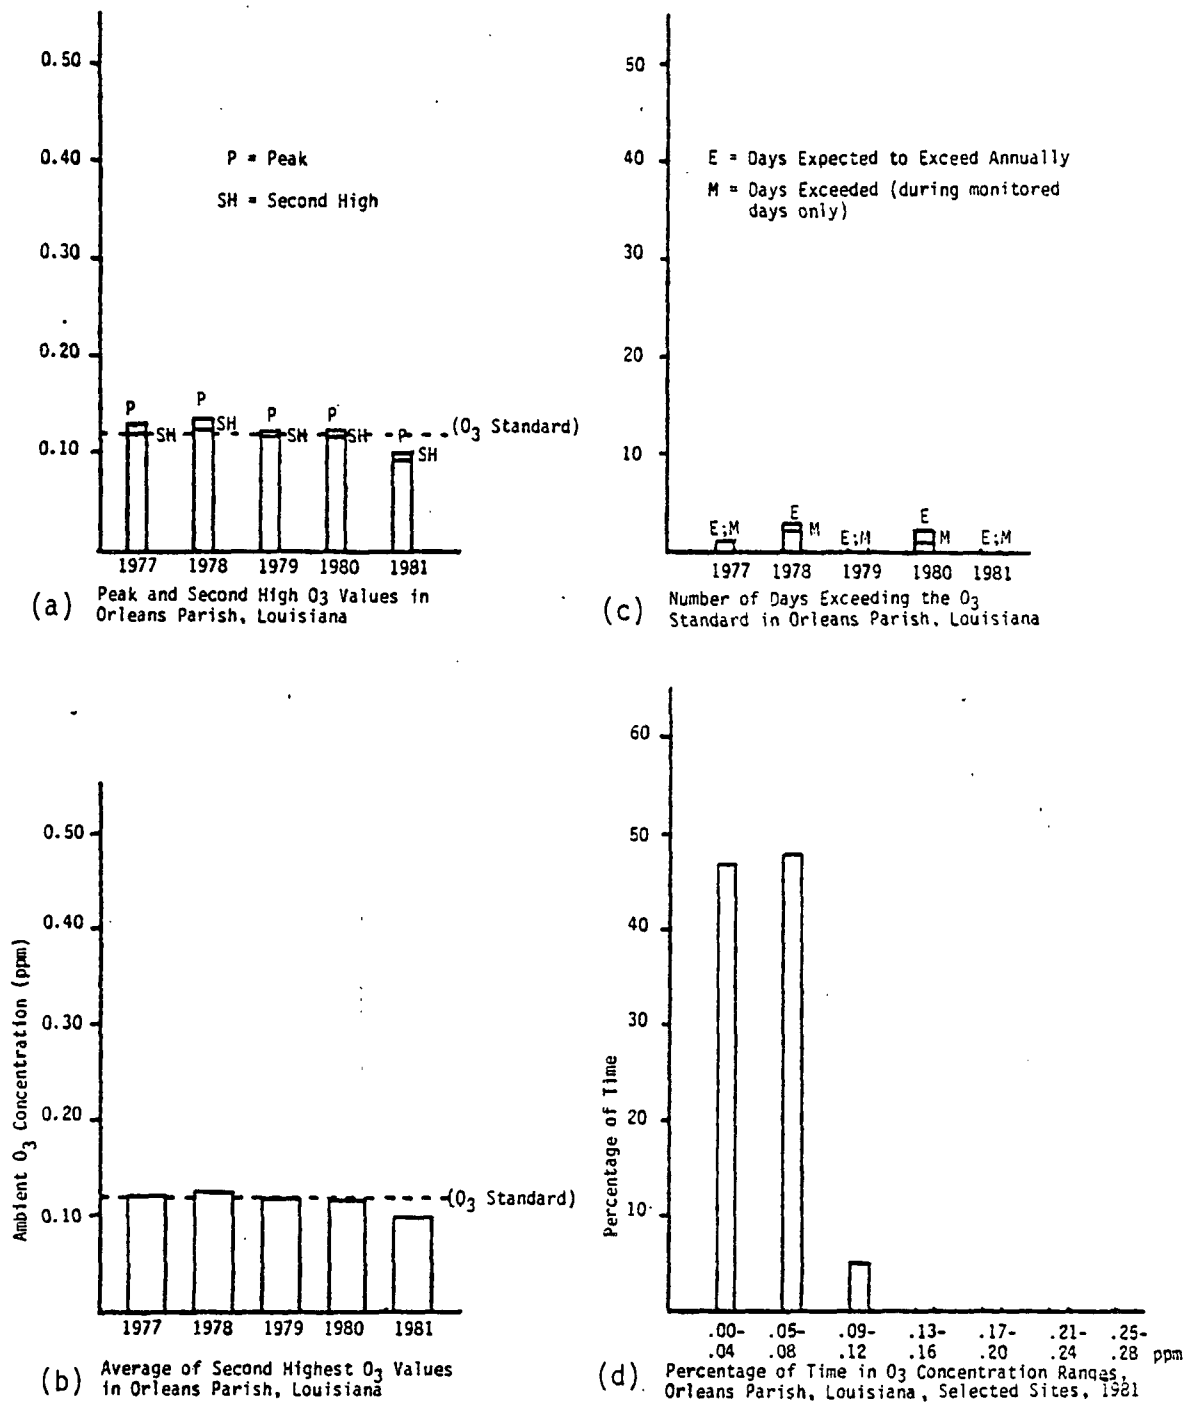 0.50
0.40
0.30
0.20
0.10
P = Peak
SH = Second High
P
SH
P
SH
P
SH
P
SH
P
SH
(O3 Standard)
1977 1978 1979 1980 1981
(a) Peak and Second High O3 Values in
Orleans Parish, Louisiana
50
40
30
20
10
E = Days Expected to Exceed Annually
M = Days Exceeded (during monitored
days only)
E;M
E
M
E;M
E
M
E;M
1977 1978 1979 1980 1981
(c) Number of Days Exceeding the O3
Standard in Orleans Parish, Louisiana
Ambient O3 Concentration (ppm)
0.50
0.40
0.30
0.20
0.10
(O3 Standard)
1977 1978 1979 1980 1981
(b) Average of Second Highest O3 Values
in Orleans Parish, Louisiana
Percentage of Time
60
50
40
30
20
10
.00- .05- .09- .13- .17- .21- .25-
.04 .08 .12 .16 .20 .24 .28 ppm
(d) Percentage of Time in O3 Concentration Ranges,
Orleans Parish, Louisiana, Selected Sites, 1981